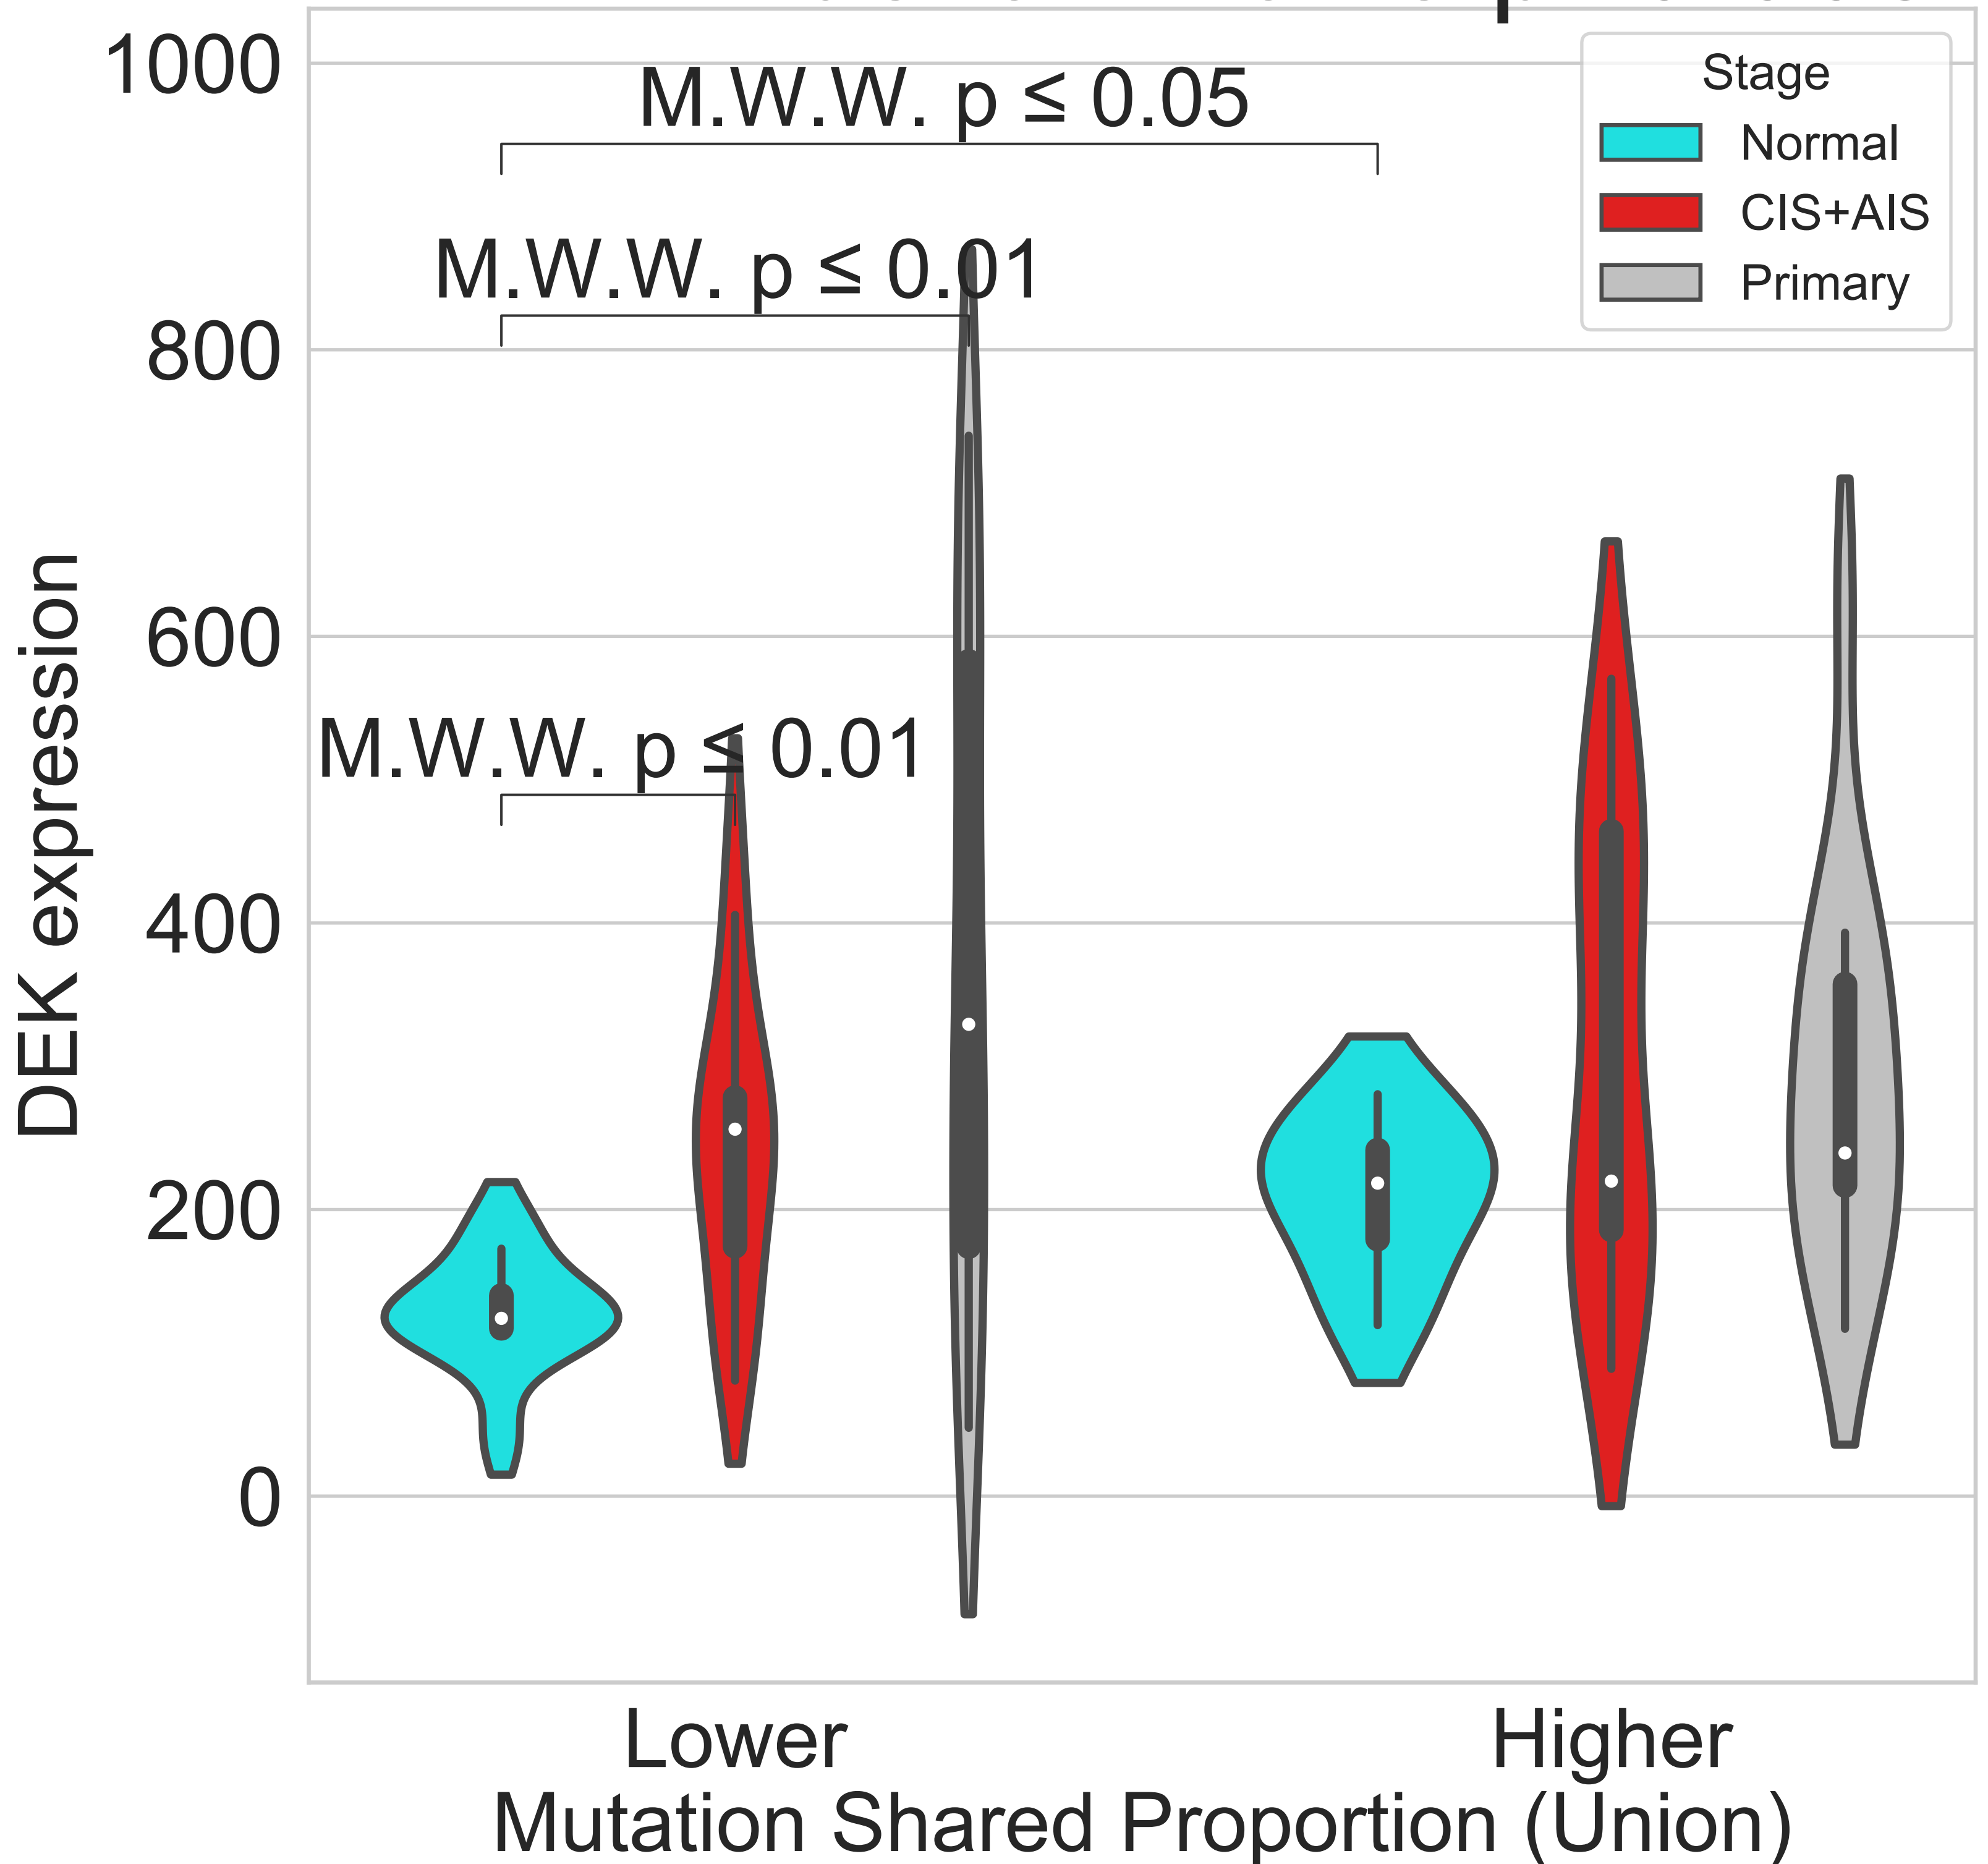 1000
800
600
400
200
0
DEK expression
M.W.W. p ≤ 0.05
M.W.W. p ≤ 0.01
M.W.W. p ≤ 0.01
Stage
Normal
CIS+AIS
Primary
Lower
Higher
Mutation Shared Proportion (Union)